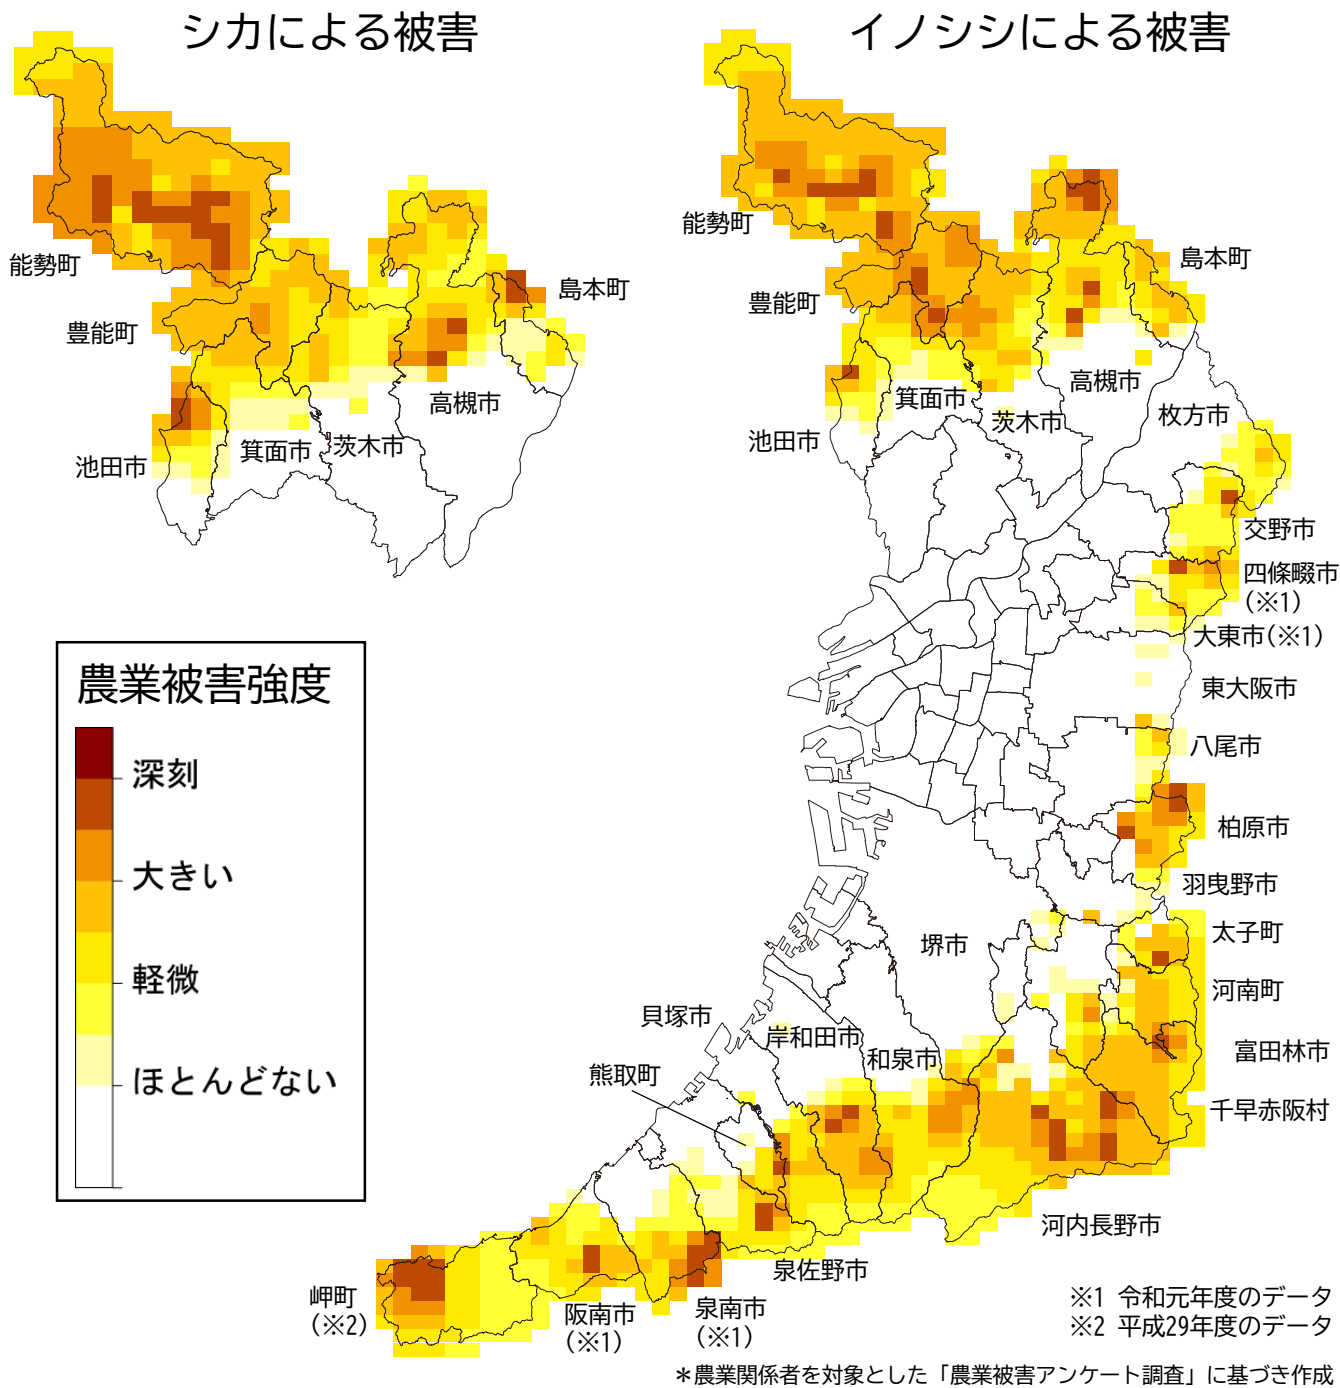 シカによる被害
能勢町
豊能町
池田市
箕面市
茨木市
高槻市
島本町
イノシシによる被害
能勢町
豊能町
池田市
箕面市
茨木市
高槻市
島本町
枚方市
交野市
四條畷市
(※1)
大東市(※1)
東大阪市
八尾市
柏原市
羽曳野市
太子町
河南町
富田林市
千早赤阪村
河内長野市
堺市
和泉市
岸和田市
貝塚市
熊取町
泉佐野市
泉南市
(※1)
阪南市
(※1)
岬町
(※2)
農業被害強度
深刻
大きい
軽微
ほとんどない
※1 令和元年度のデータ
※2 平成29年度のデータ
＊農業関係者を対象とした「農業被害アンケート調査」に基づき作成